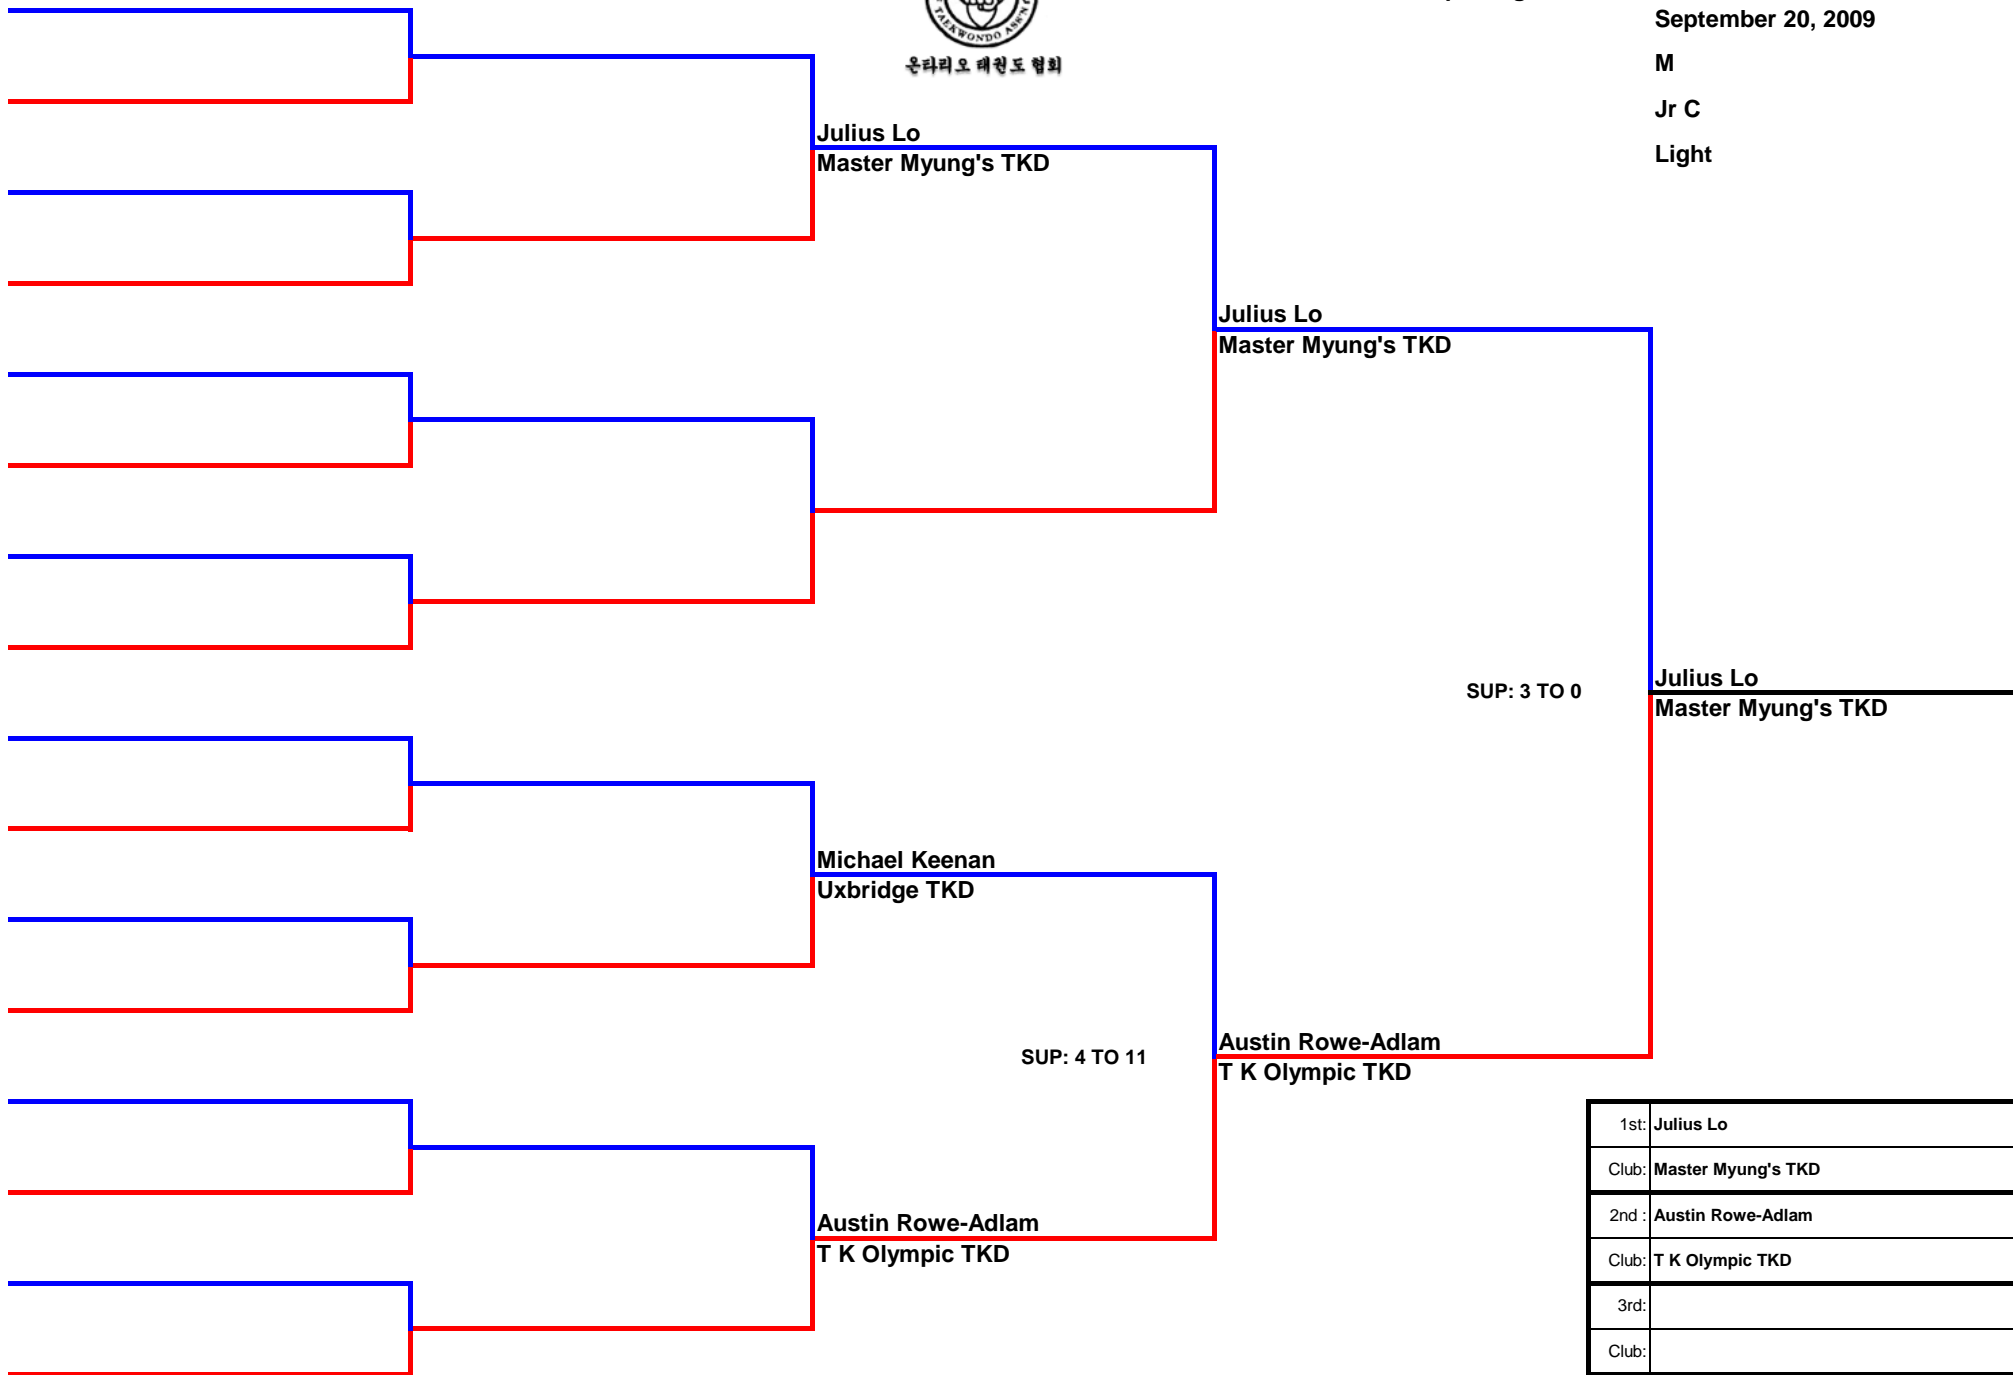 TAEKWONDO ASS'N
온타리오 태권도 협회
September 20, 2009
M
Jr C
Light
Julius Lo
Master Myung's TKD
Julius Lo
Master Myung's TKD
SUP: 3 TO 0
Julius Lo
Master Myung's TKD
Michael Keenan
Uxbridge TKD
SUP: 4 TO 11
Austin Rowe-Adlam
T K Olympic TKD
Austin Rowe-Adlam
T K Olympic TKD
1st: Julius Lo
Club: Master Myung's TKD
2nd : Austin Rowe-Adlam
Club: T K Olympic TKD
3rd:
Club: